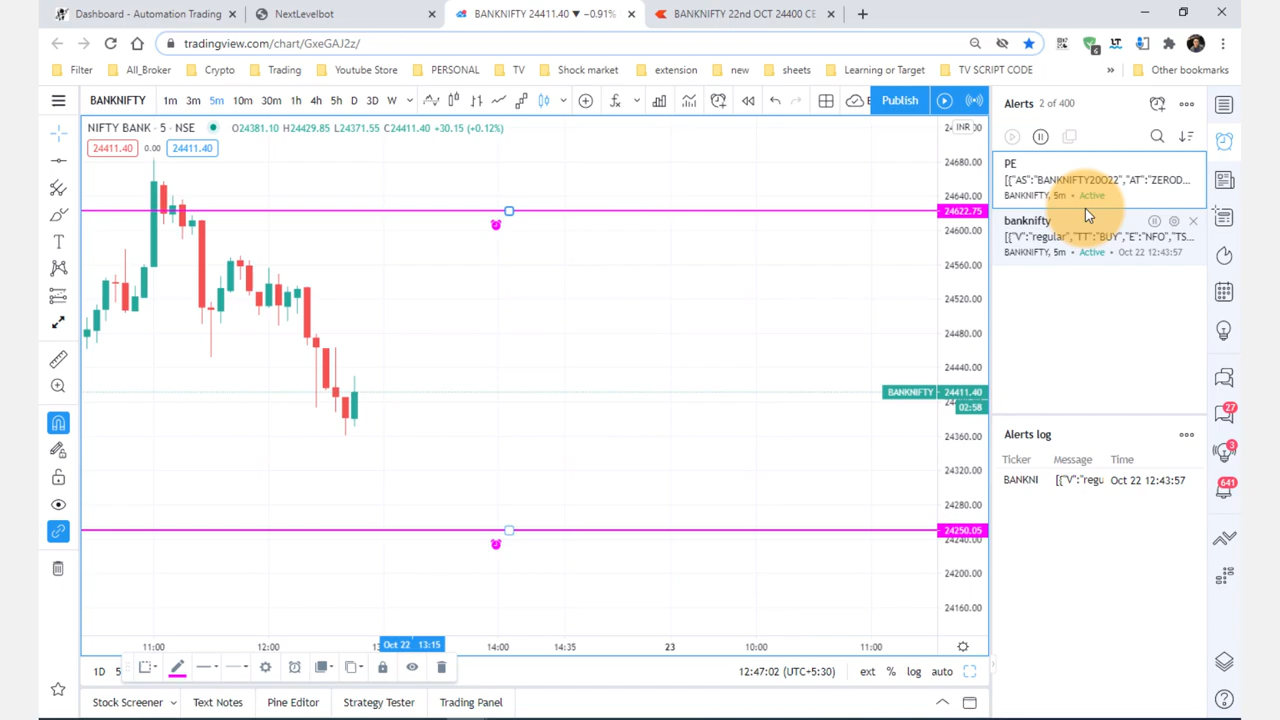 Dashboard - Automation Trading
NextLevelbot
BANKNIFTY 24411.40 ▼ −0.91%
BANKNIFTY 22nd OCT 24400 CE
tradingview.com/chart/GxeGAJ2z/
Filter
All_Broker
Crypto
Trading
Youtube Store
PERSONAL
TV
Stock market
extension
new
sheets
Learning or Target
TV SCRIPT CODE
Other bookmarks
BANKNIFTY 1m 3m 5m 10m 30m 1h 4h 5h D 3D W
Publish
Alerts 2 of 400
NIFTY BANK · 5 · NSE
O24381.10 H24429.85 L24371.55 C24411.40 +30.15 (+0.12%)
24411.40 0.00 24411.40
INR
PE
[{"AS":"BANKNIFTY20O22","AT":"ZEROD...
BANKNIFTY, 5m • Active
banknifty
[{"V":"regular","TT":"BUY","E":"NFO","TS...
BANKNIFTY, 5m • Active • Oct 22 12:43:57
24680.00
24640.00
24622.75
24600.00
24560.00
24520.00
24480.00
24440.00
BANKNIFTY 24411.40
02:58
24360.00
24320.00
24280.00
24250.05
24240.00
24200.00
24160.00
Alerts log
Ticker Message Time
BANKNI [{"V":"regu Oct 22 12:43:57
27
3
641
6
11:00 12:00 Oct 22 13:15 14:00 14:35 23 10:00 11:00
1D 5
12:47:02 (UTC+5:30) ext % log auto
Stock Screener Text Notes Pine Editor Strategy Tester Trading Panel